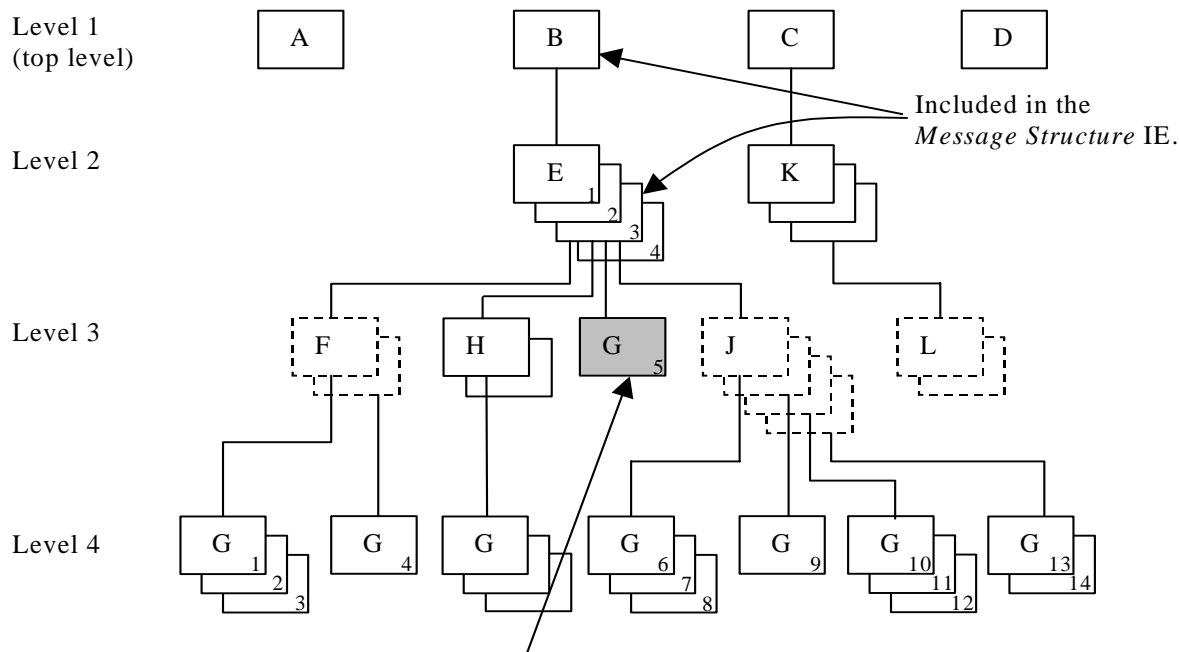 Level 1
(top level)
A
B
C
D
Included in the
Message Structure IE.
Level 2
E
1
2
3
4
K
Level 3
F
H
G
5
J
L
Level 4
G
1
2
3
G
4
G
G
6
7
8
G
9
G
10
11
12
G
13
14